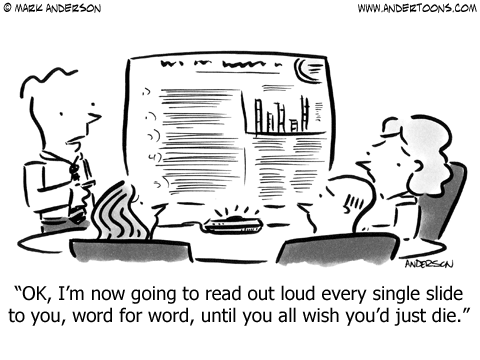 © MARK ANDERSON
WWW.ANDERTOONS.COM
ANDERSON
“OK, I’m now going to read out loud every single slide
to you, word for word, until you all wish you’d just die.”